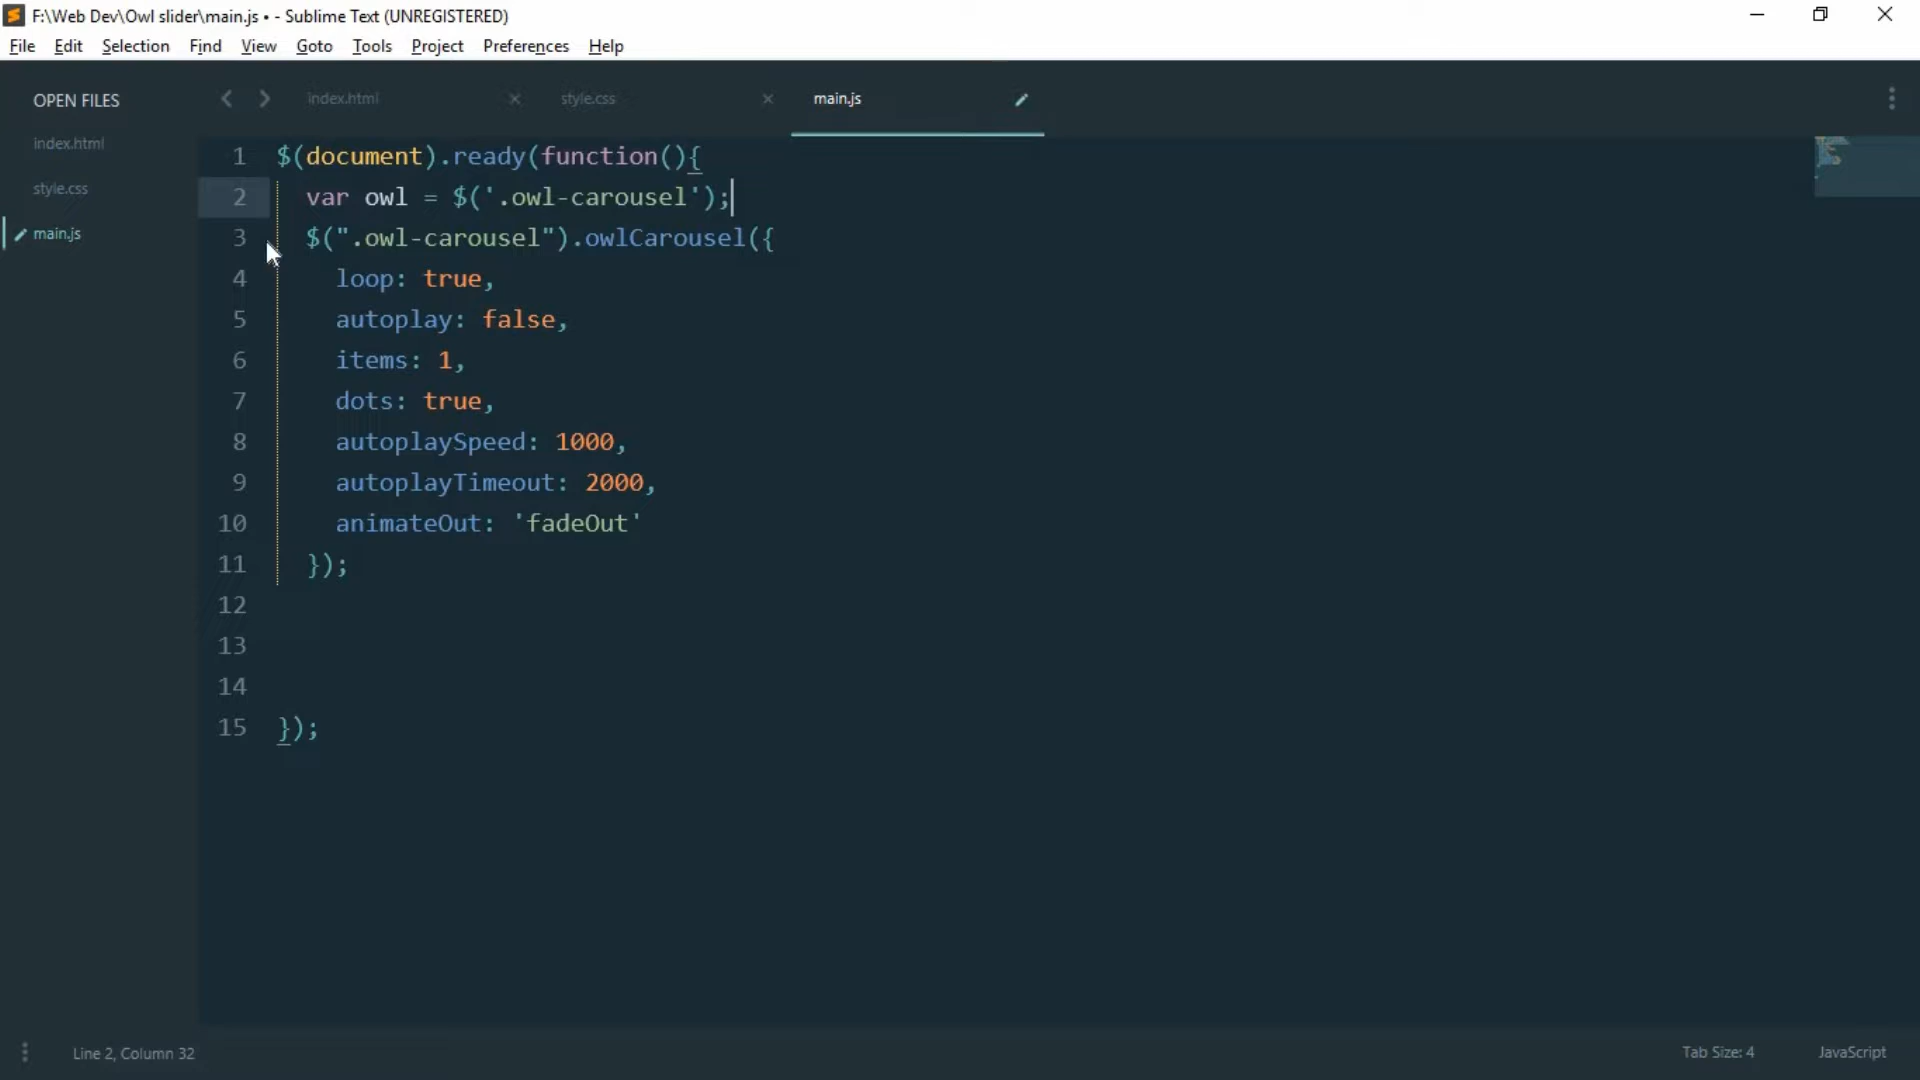 F:\Web Dev\Owl slider\main.js • - Sublime Text (UNREGISTERED)
File Edit Selection Find View Goto Tools Project Preferences Help
OPEN FILES
index.html
style.css
main.js
index.html style.css main.js
1 $(document).ready(function(){
2 var owl = $('.owl-carousel');
3 $(".owl-carousel").owlCarousel({
4 loop: true,
5 autoplay: false,
6 items: 1,
7 dots: true,
8 autoplaySpeed: 1000,
9 autoplayTimeout: 2000,
10 animateOut: 'fadeOut'
11 });
12
13
14
15 });
Line 2, Column 32
Tab Size: 4
JavaScript